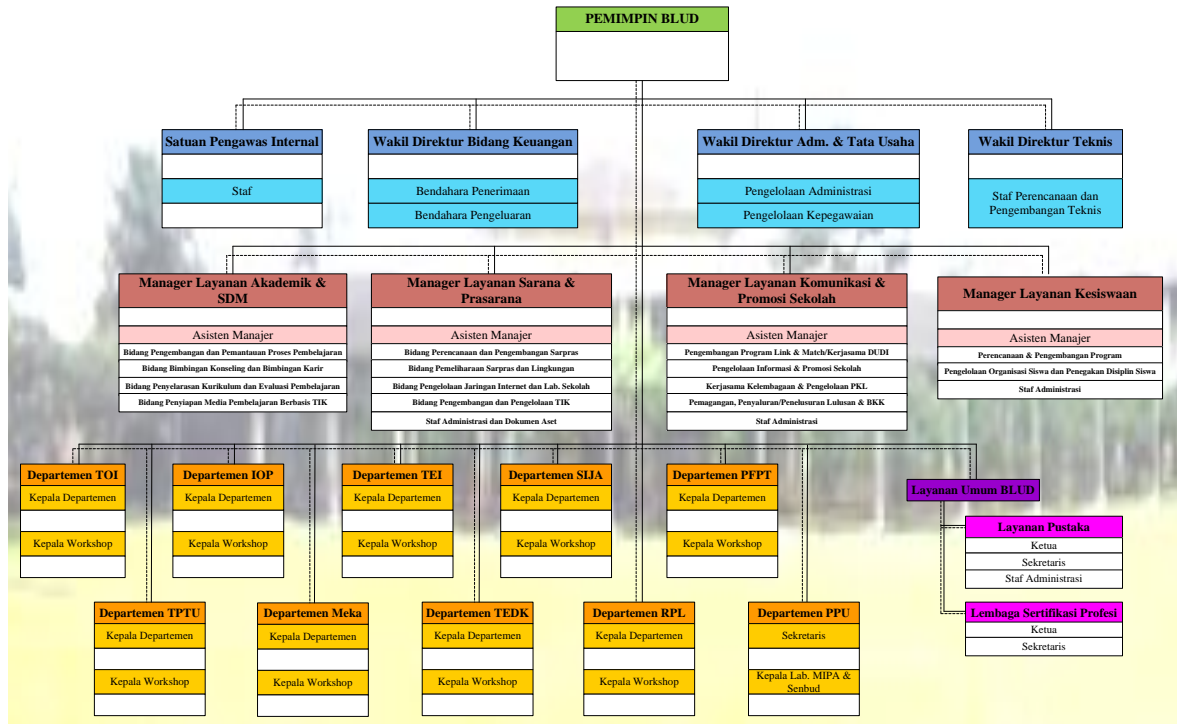 PEMIMPIN BLUD
Satuan Pengawas Internal
Staf
Wakil Direktur Bidang Keuangan
Bendahara Penerimaan
Bendahara Pengeluaran
Wakil Direktur Adm. & Tata Usaha
Pengelolaan Administrasi
Pengelolaan Kepegawaian
Wakil Direktur Teknis
Staf Perencanaan dan
Pengembangan Teknis
Manager Layanan Akademik &
SDM
Asisten Manajer
Bidang Pengembangan dan Pemantauan Proses Pembelajaran
Bidang Bimbingan Konseling dan Bimbingan Karir
Bidang Penyelarasan Kurikulum dan Evaluasi Pembelajaran
Bidang Penyiapan Media Pembelajaran Berbasis TIK
Manager Layanan Sarana &
Prasarana
Asisten Manajer
Bidang Perencanaan dan Pengembangan Sarpras
Bidang Pemeliharaan Sarpras dan Lingkungan
Bidang Pengelolaan Jaringan Internet dan Lab. Sekolah
Bidang Pengembangan dan Pengelolaan TIK
Staf Administrasi dan Dokumen Aset
Manager Layanan Komunikasi &
Promosi Sekolah
Asisten Manajer
Pengembangan Program Link & Match/Kerjasama DUDI
Pengelolaan Informasi & Promosi Sekolah
Kerjasama Kelembagaan & Pengelolaan PKL
Pemagangan, Penyaluran/Penelusuran Lulusan & BKK
Staf Administrasi
Manager Layanan Kesiswaan
Asisten Manajer
Perencanaan & Pengembangan Program
Pengelolaan Organisasi Siswa dan Penegakan Disiplin Siswa
Staf Administrasi
Departemen TOI
Kepala Departemen
Kepala Workshop
Departemen IOP
Kepala Departemen
Kepala Workshop
Departemen TEI
Kepala Departemen
Kepala Workshop
Departemen SIJA
Kepala Departemen
Kepala Workshop
Departemen PFPT
Kepala Departemen
Kepala Workshop
Layanan Umum BLUD
Layanan Pustaka
Ketua
Sekretaris
Staf Administrasi
Lembaga Sertifikasi Profesi
Ketua
Sekretaris
Departemen TPTU
Kepala Departemen
Kepala Workshop
Departemen Meka
Kepala Departemen
Kepala Workshop
Departemen TEDK
Kepala Departemen
Kepala Workshop
Departemen RPL
Kepala Departemen
Kepala Workshop
Departemen PPU
Sekretaris
Kepala Lab. MIPA &
Senbud